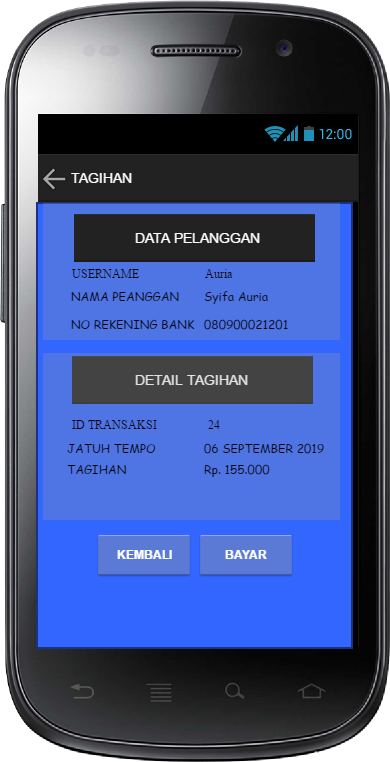 12:00
TAGIHAN
DATA PELANGGAN
USERNAME Auria
NAMA PEANGGAN Syifa Auria
NO REKENING BANK 080900021201
DETAIL TAGIHAN
ID TRANSAKSI 24
JATUH TEMPO 06 SEPTEMBER 2019
TAGIHAN Rp. 155.000
KEMBALI BAYAR